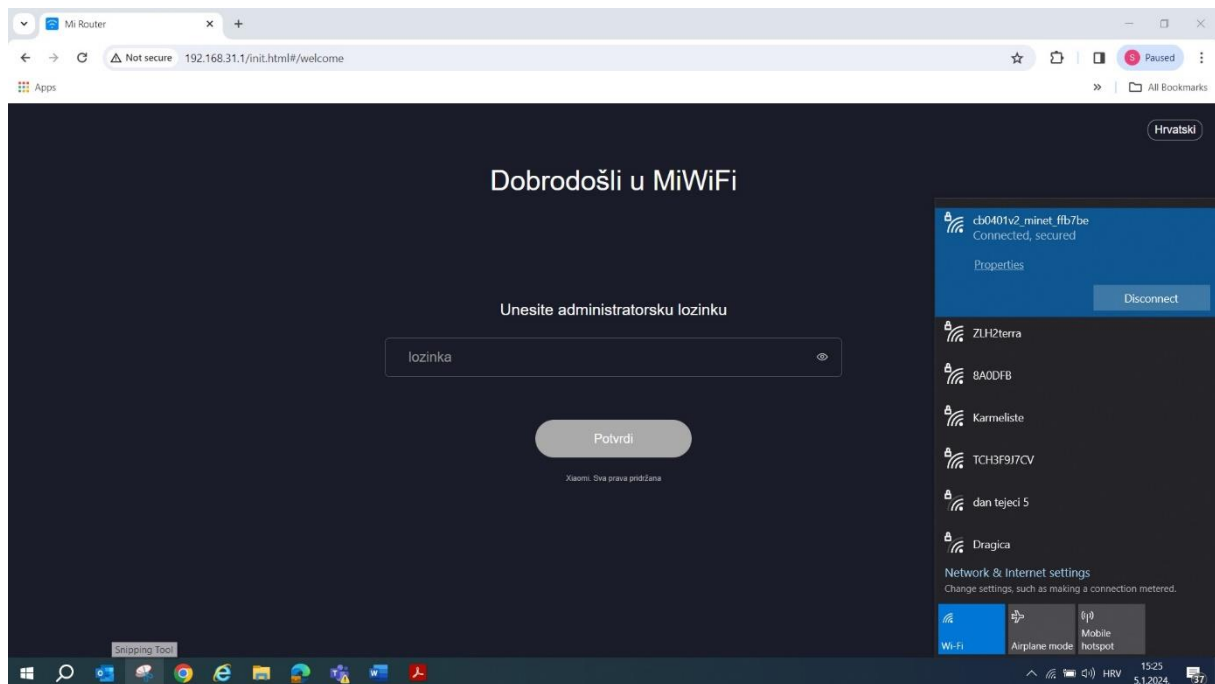 Mi Router
Not secure
192.168.31.1/init.html#/welcome
S
Paused
Apps
All Bookmarks
Hrvatski
Dobrodošli u MiWiFi
Unesite administratorsku lozinku
lozinka
Potvrdi
Xiaomi. Sva prava pridržana
cb0401v2_minet_ffb7be
Connected, secured
Properties
Disconnect
ZLH2terra
8A0DFB
Karmeliste
TCH3F9J7CV
dan tejeci 5
Dragica
Network & Internet settings
Change settings, such as making a connection metered.
Wi-Fi
Airplane mode
Mobile
hotspot
Snipping Tool
HRV
15:25
5.1.2024.
37